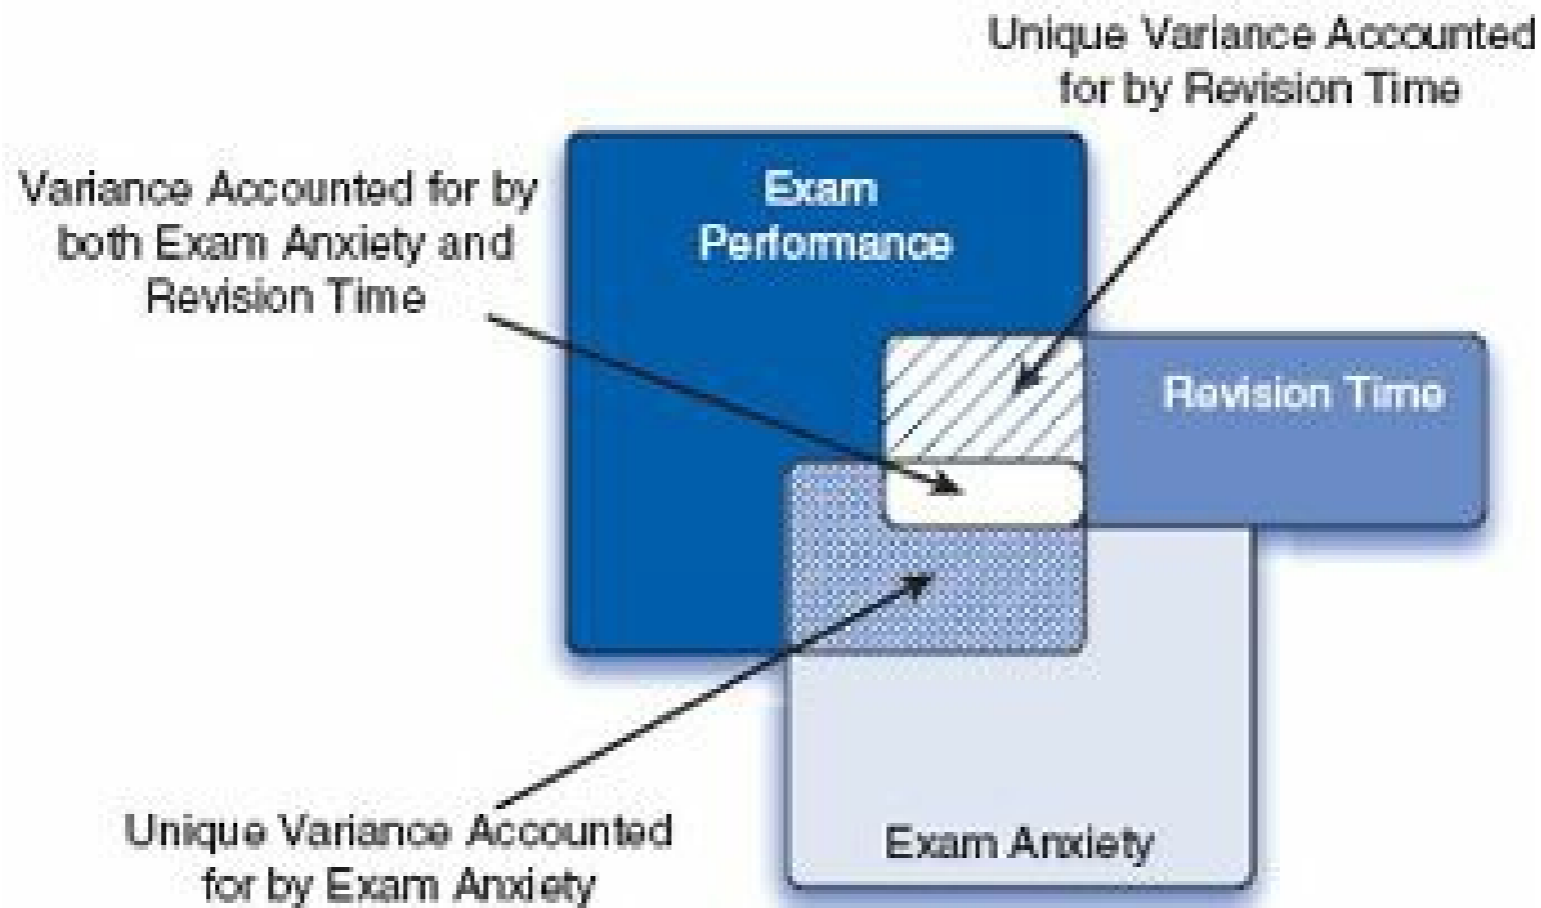 Unique Variance Accounted
for by Revision Time
Variance Accounted for by
both Exam Anxiety and
Revision Time
Exam
Performance
Revision Time
Unique Variance Accounted
for by Exam Anxiety
Exam Anxiety